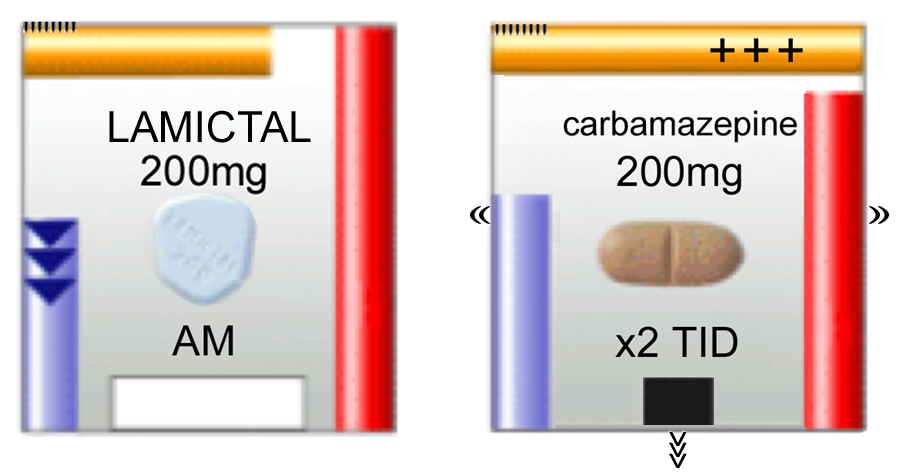 LAMICTAL
200mg
AM
+++
carbamazepine
200mg
« »
x2 TID